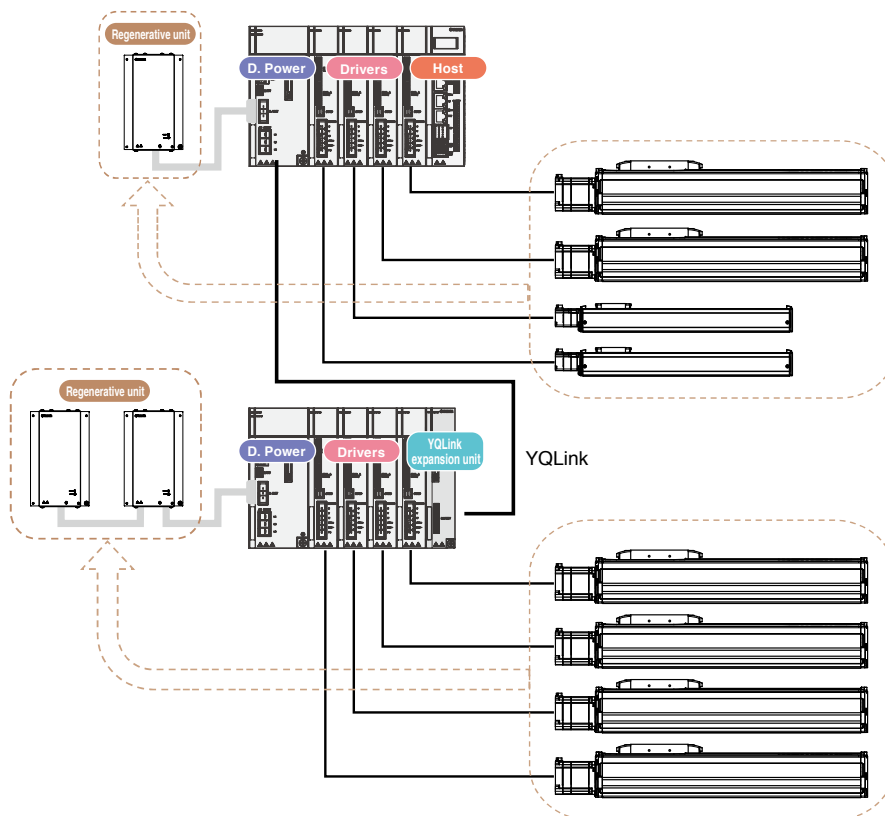 Regenerative unit
D. Power
Drivers
Host
Regenerative unit
D. Power
Drivers
YQLink
expansion unit
YQLink